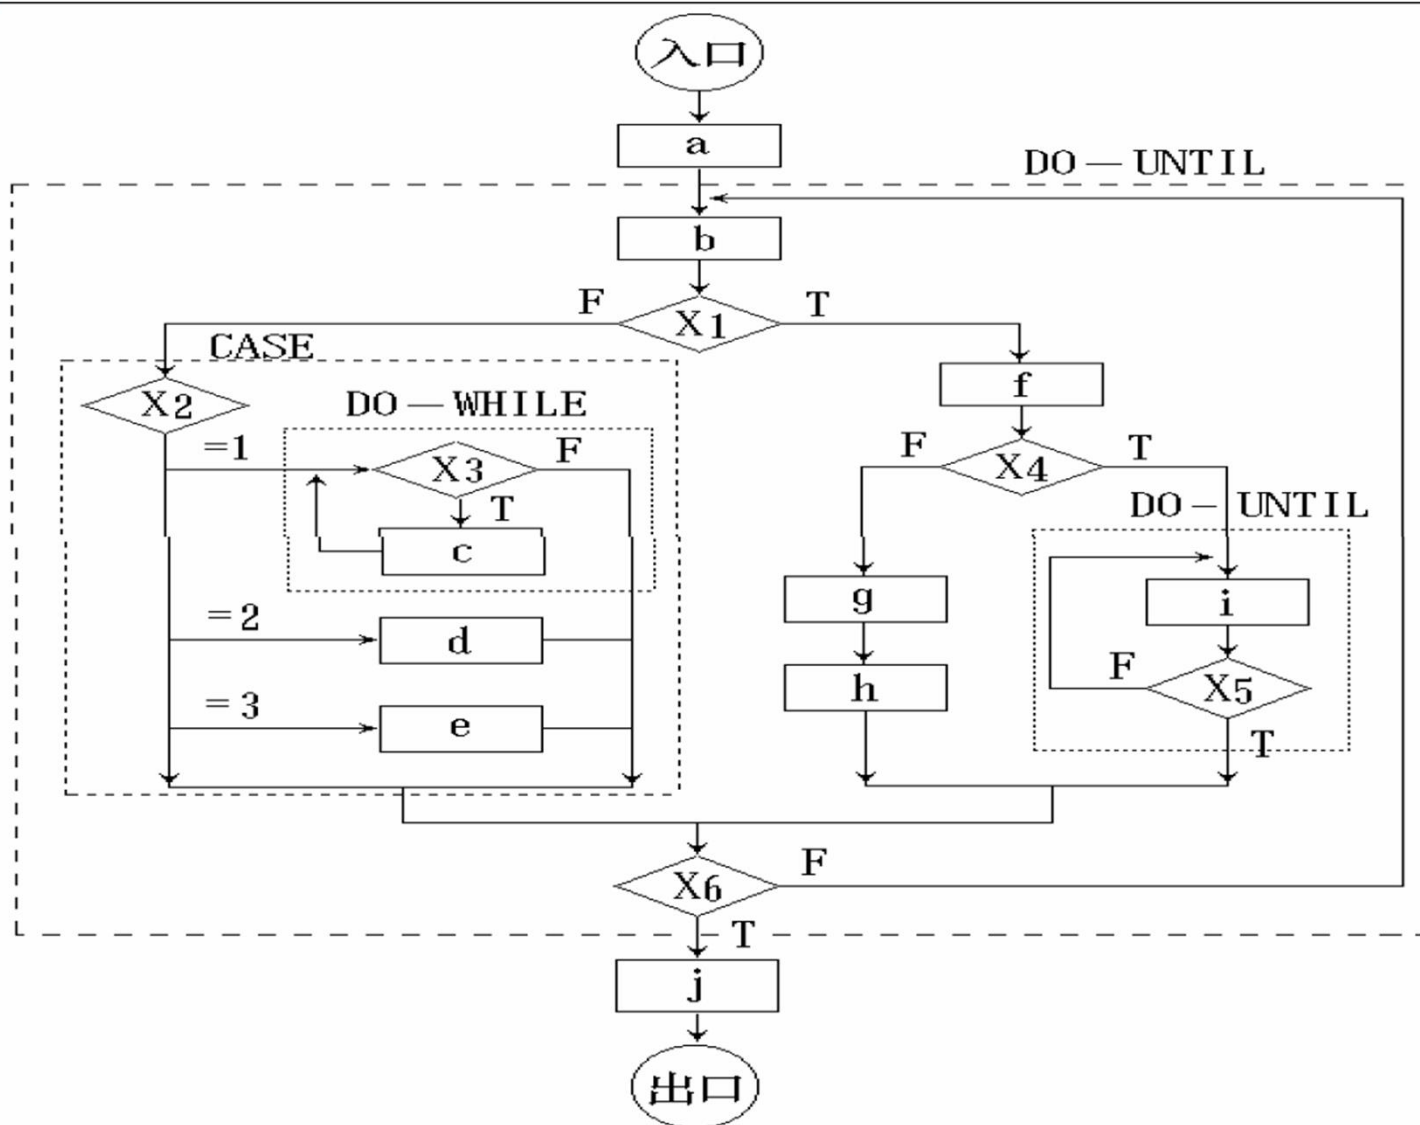 入口
a
DO—UNTIL
b
F
X1
T
CASE
X2
DO—WHILE
f
=1
X3
F
F
X4
T
T
DO-UNTIL
c
g
i
=2
d
F
X5
h
=3
e
T
X6
F
T
j
出口